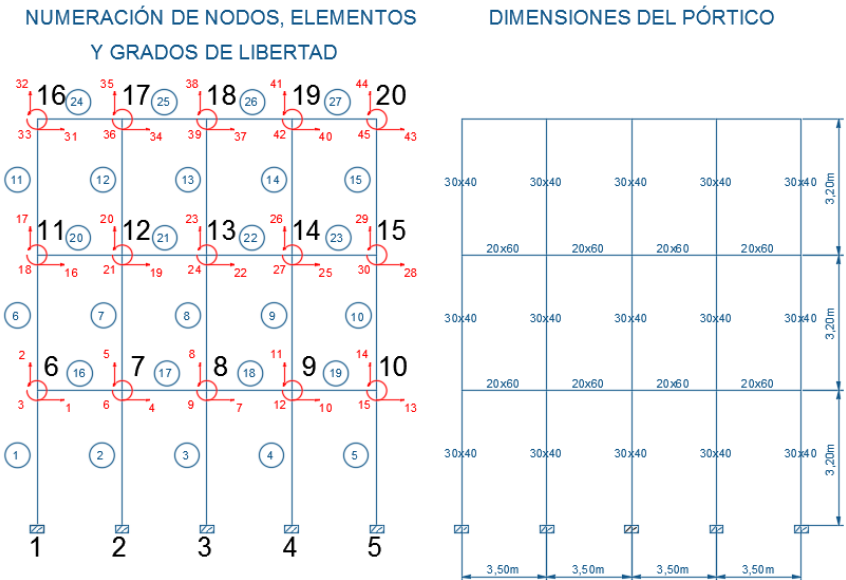 NUMERACIÓN DE NODOS, ELEMENTOS
Y GRADOS DE LIBERTAD
32 16 24 35 17 25 38 18 26 41 19 27 44 20
33 31 36 34 39 37 42 40 45 43
11 12 13 14 15
17 11 20 20 12 21 23 13 22 26 14 23 29 15
18 16 21 19 24 22 27 25 30 28
6 7 8 9 10
2 6 16 5 7 17 8 8 18 11 9 19 14 10
3 1 6 4 9 7 12 10 15 13
1 2 3 4 5
1 2 3 4 5
DIMENSIONES DEL PÓRTICO
30x40 30x40 30x40 30x40 30x40 3,20m
20x60 20x60 20x60 20x60
30x40 30x40 30x40 30x40 30x40 3,20m
20x60 20x60 20x60 20x60
30x40 30x40 30x40 30x40 30x40 3,20m
3,50m 3,50m 3,50m 3,50m